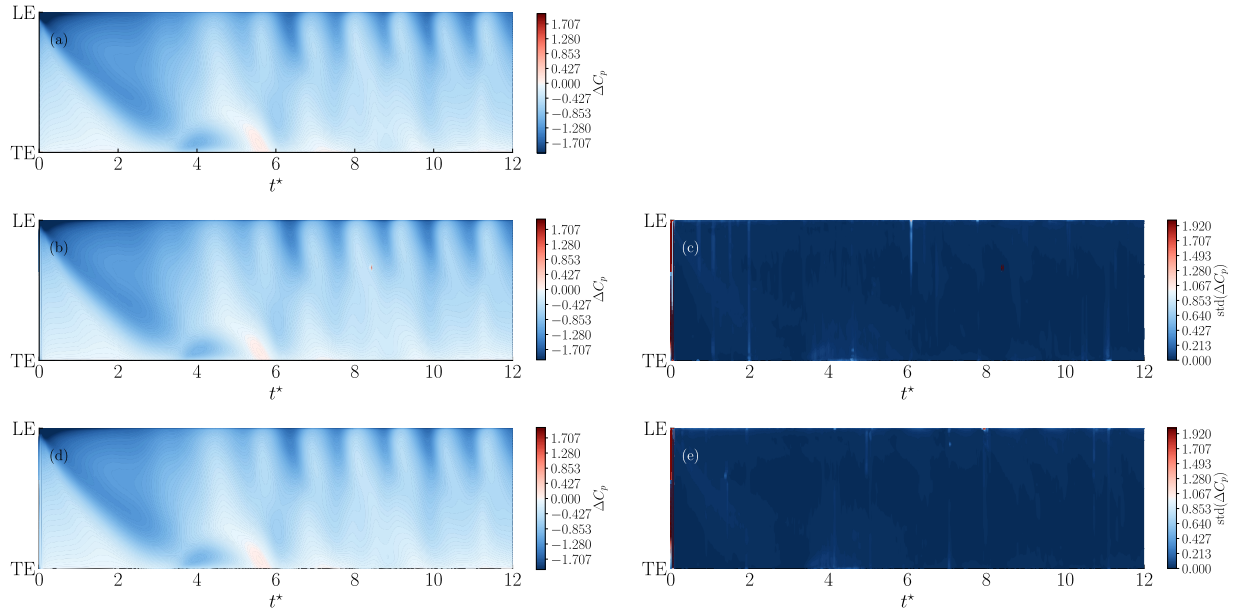 LE
(a)
TE
0 2 4 6 8 10 12
t⋆
1.707
1.280
0.853
0.427
0.000
−0.427
−0.853
−1.280
−1.707
ΔCp
LE
(b)
TE
0 2 4 6 8 10 12
t⋆
1.707
1.280
0.853
0.427
0.000
−0.427
−0.853
−1.280
−1.707
ΔCp
LE
(c)
TE
0 2 4 6 8 10 12
t⋆
1.920
1.707
1.493
1.280
1.067
0.853
0.640
0.427
0.213
0.000
std(ΔCp)
LE
(d)
TE
0 2 4 6 8 10 12
t⋆
1.707
1.280
0.853
0.427
0.000
−0.427
−0.853
−1.280
−1.707
ΔCp
LE
(e)
TE
0 2 4 6 8 10 12
t⋆
1.920
1.707
1.493
1.280
1.067
0.853
0.640
0.427
0.213
0.000
std(ΔCp)